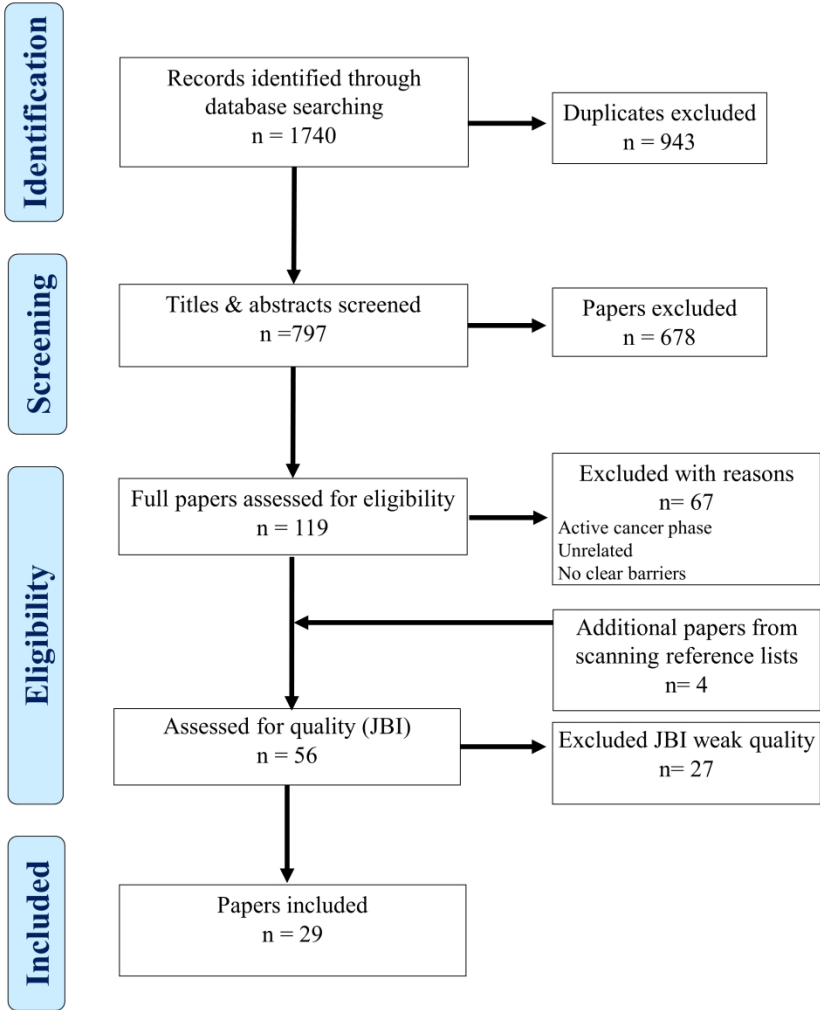 Identification
Records identified through
database searching
n = 1740
Duplicates excluded
n = 943
Screening
Titles & abstracts screened
n =797
Papers excluded
n = 678
Eligibility
Full papers assessed for eligibility
n = 119
Excluded with reasons
n= 67
Active cancer phase
Unrelated
No clear barriers
Additional papers from
scanning reference lists
n= 4
Assessed for quality (JBI)
n = 56
Excluded JBI weak quality
n= 27
Included
Papers included
n = 29